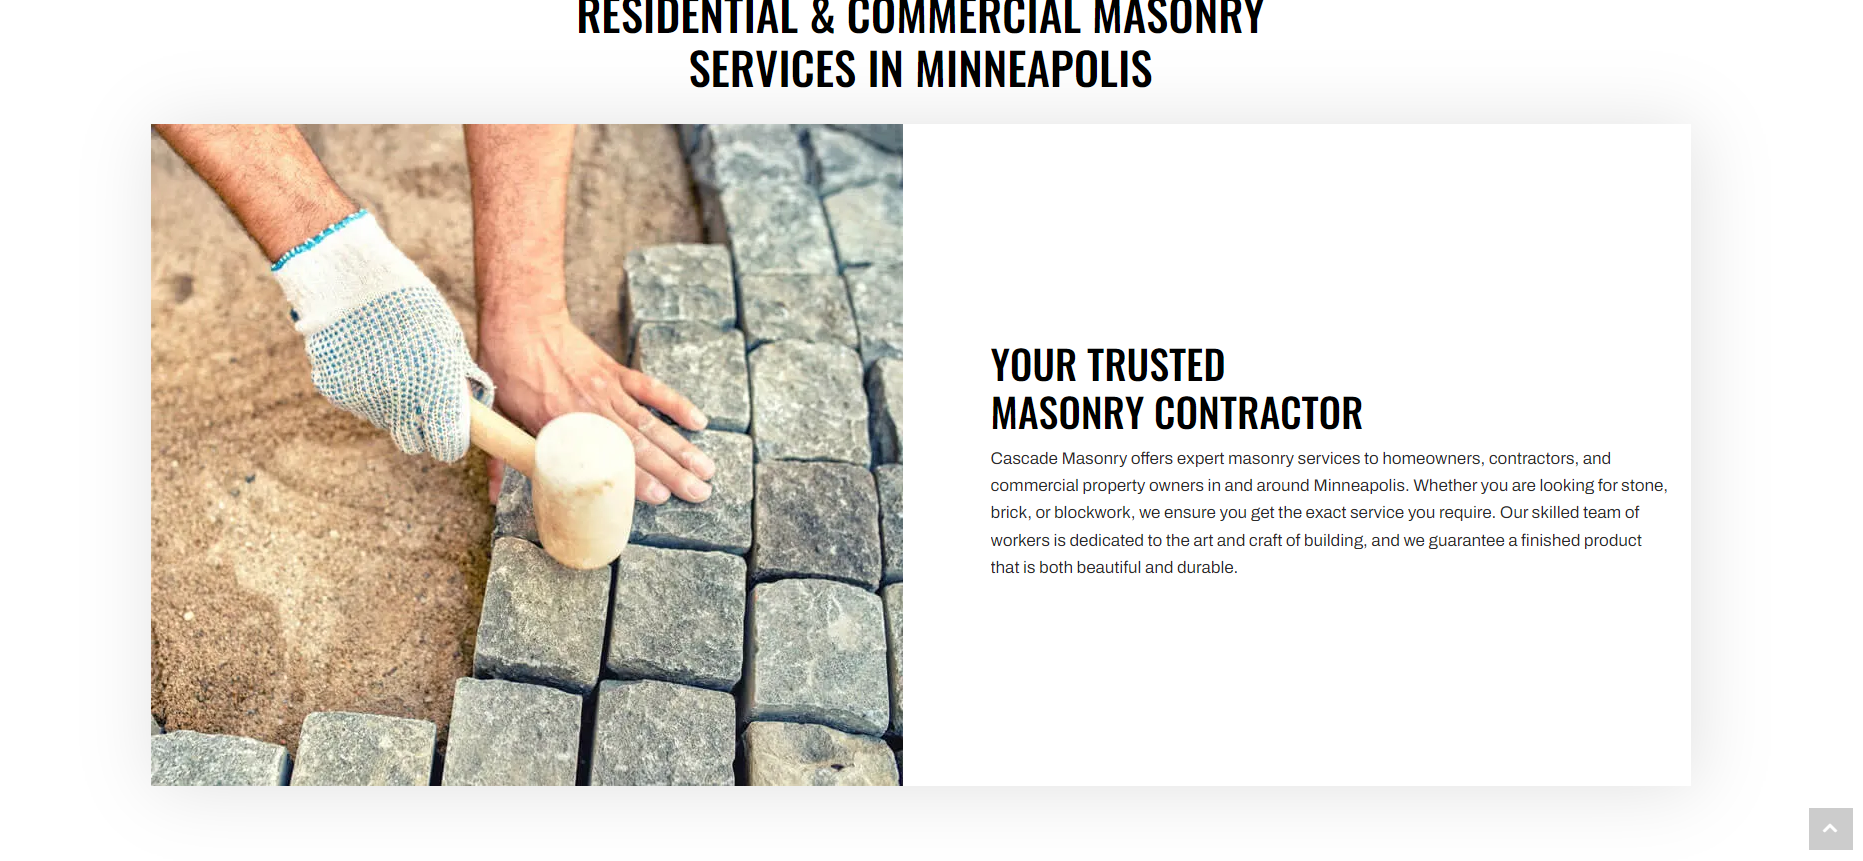 RESIDENTIAL & COMMERCIAL MASONRY
SERVICES IN MINNEAPOLIS
YOUR TRUSTED
MASONRY CONTRACTOR
Cascade Masonry offers expert masonry services to homeowners, contractors, and
commercial property owners in and around Minneapolis. Whether you are looking for stone,
brick, or blockwork, we ensure you get the exact service you require. Our skilled team of
workers is dedicated to the art and craft of building, and we guarantee a finished product
that is both beautiful and durable.